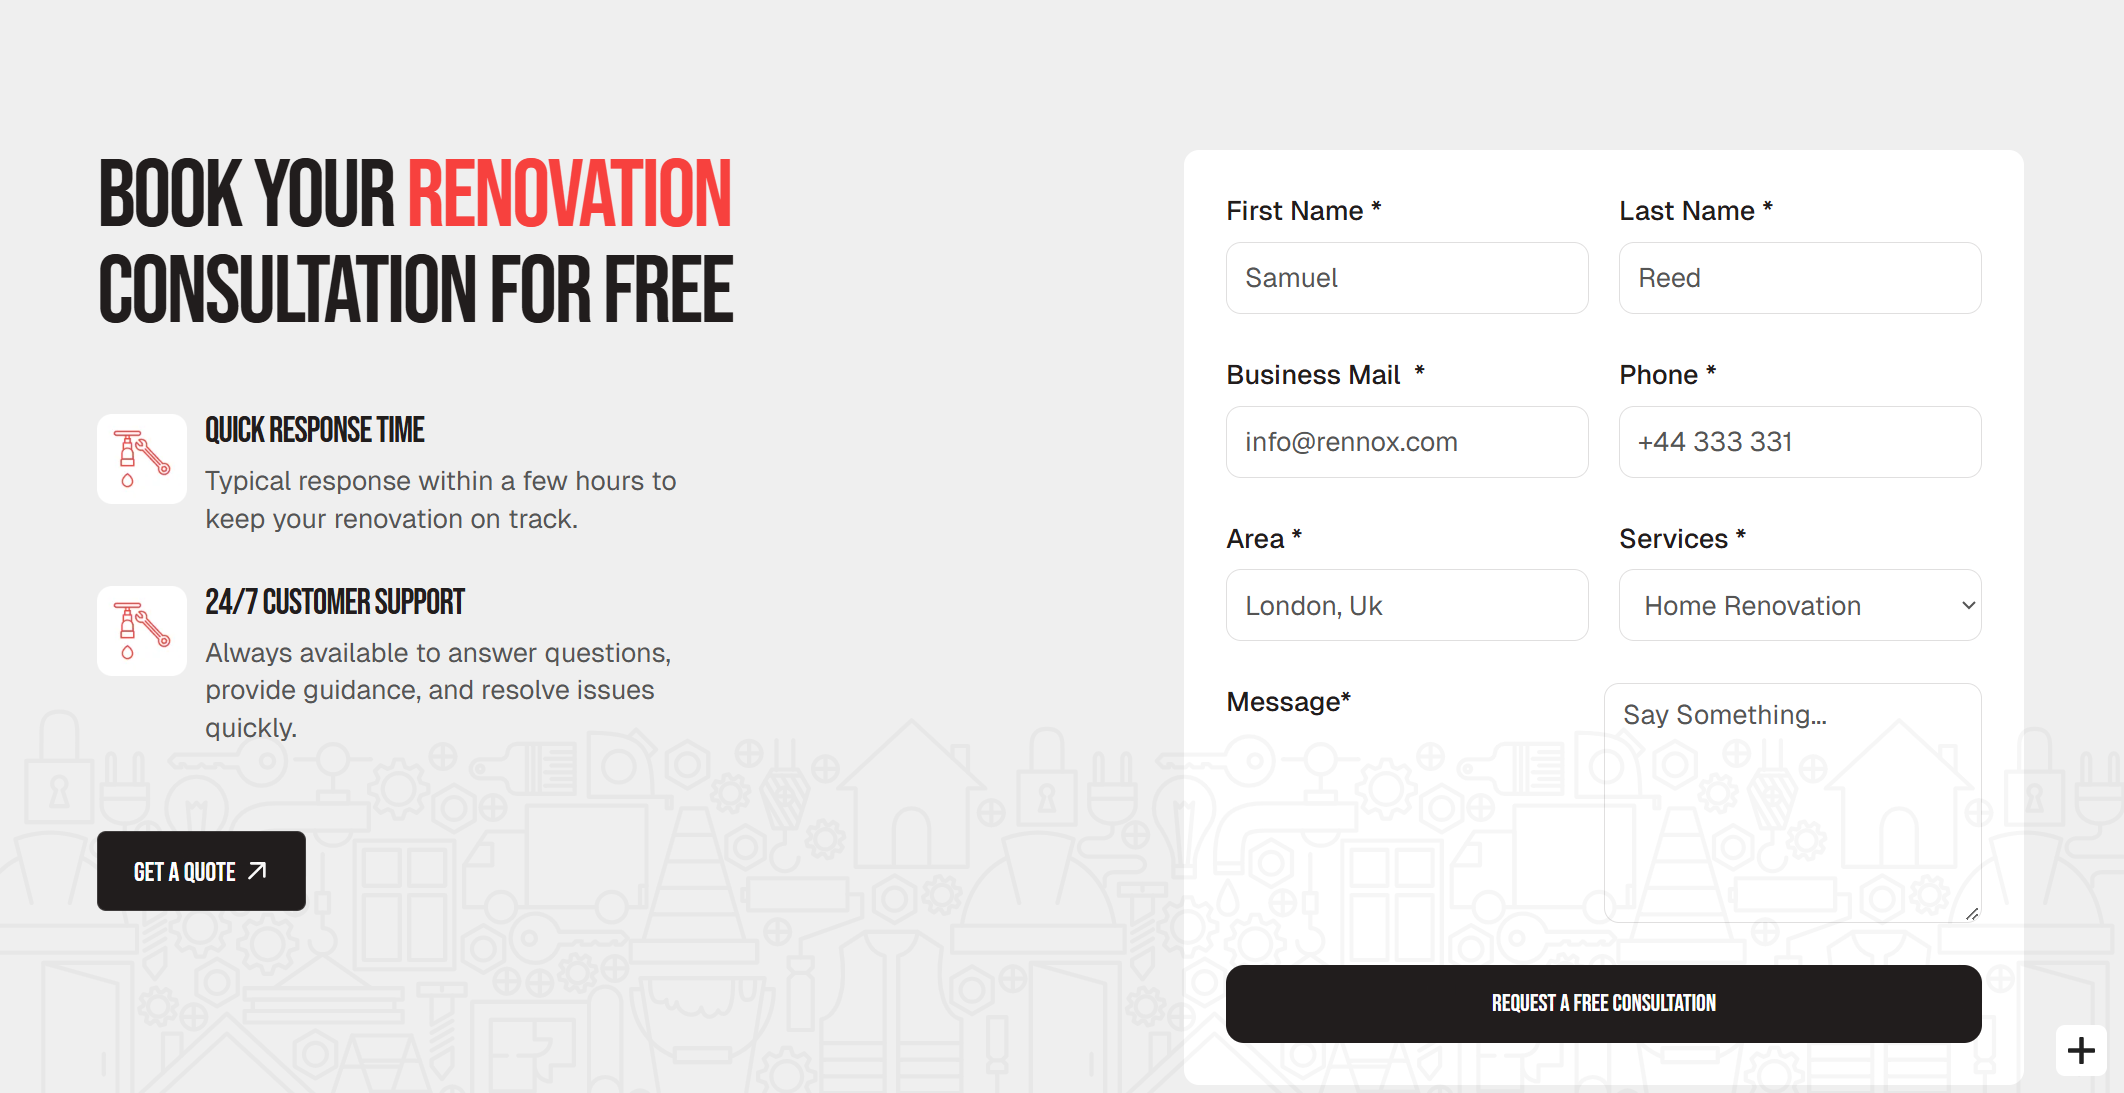 BOOK YOUR RENOVATION
CONSULTATION FOR FREE
QUICK RESPONSE TIME
Typical response within a few hours to
keep your renovation on track.
24/7 CUSTOMER SUPPORT
Always available to answer questions,
provide guidance, and resolve issues
quickly.
GET A QUOTE
First Name *
Last Name *
Samuel
Reed
Business Mail *
Phone *
info@rennox.com
+44 333 331
Area *
Services *
London, Uk
Home Renovation
Message*
Say Something...
REQUEST A FREE CONSULTATION